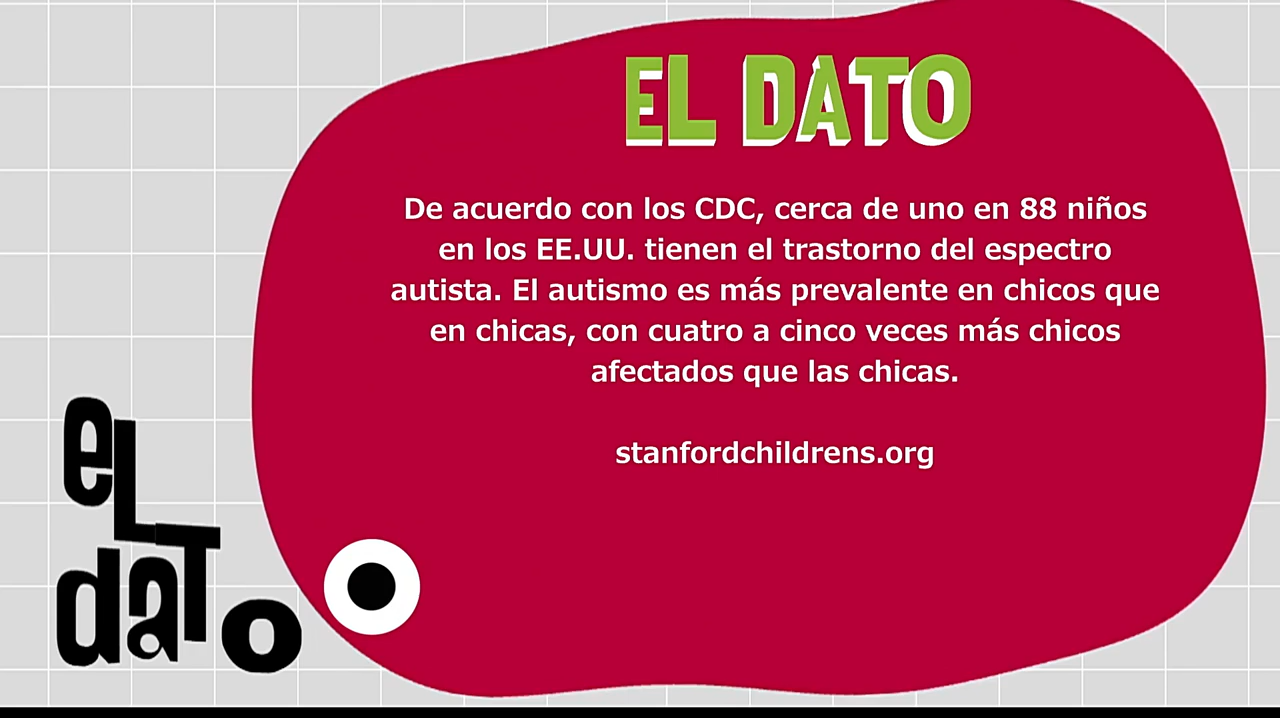 EL DATO
De acuerdo con los CDC, cerca de uno en 88 niños
en los EE.UU. tienen el trastorno del espectro
autista. El autismo es más prevalente en chicos que
en chicas, con cuatro a cinco veces más chicos
afectados que las chicas.
stanfordchildrens.org
eL
daTo